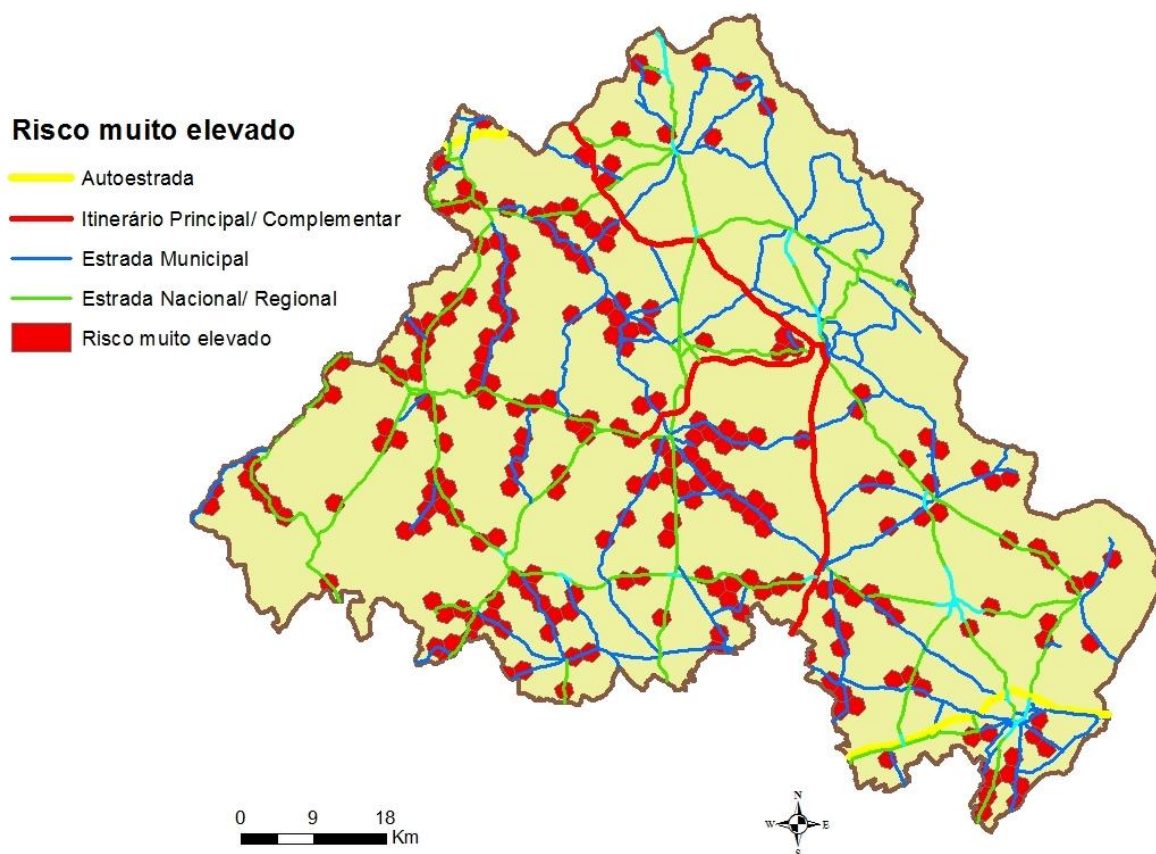 Risco muito elevado
Autoestrada
Itinerário Principal/ Complementar
Estrada Municipal
Estrada Nacional/ Regional
Risco muito elevado
0 9 18
Km
N
W E
S